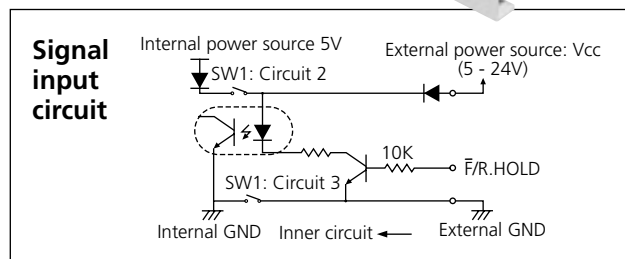 Signal
input
circuit
Internal power source 5V
External power source: Vcc
(5 - 24V)
SW1: Circuit 2
10K
F̄/R.HOLD
SW1: Circuit 3
Internal GND
Inner circuit
External GND